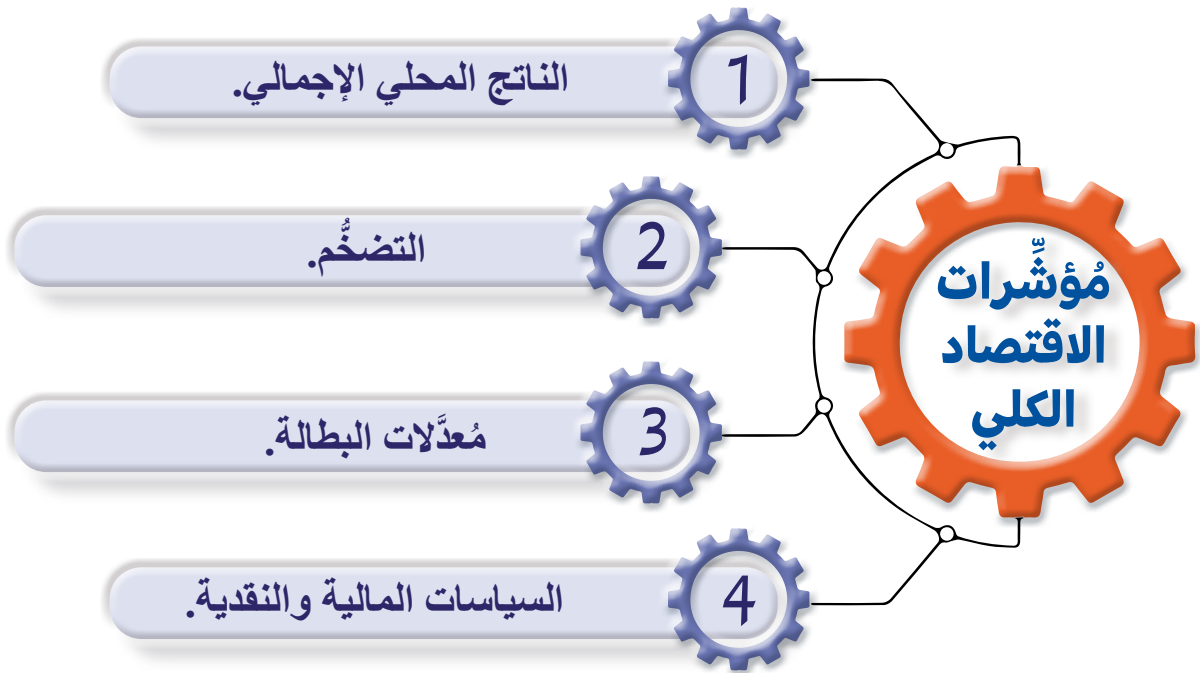 مُؤشِّرات
الاقتصاد
الكلي
1 الناتج المحلي الإجمالي.
2 التضخُّم.
3 مُعدَّلات البطالة.
4 السياسات المالية والنقدية.